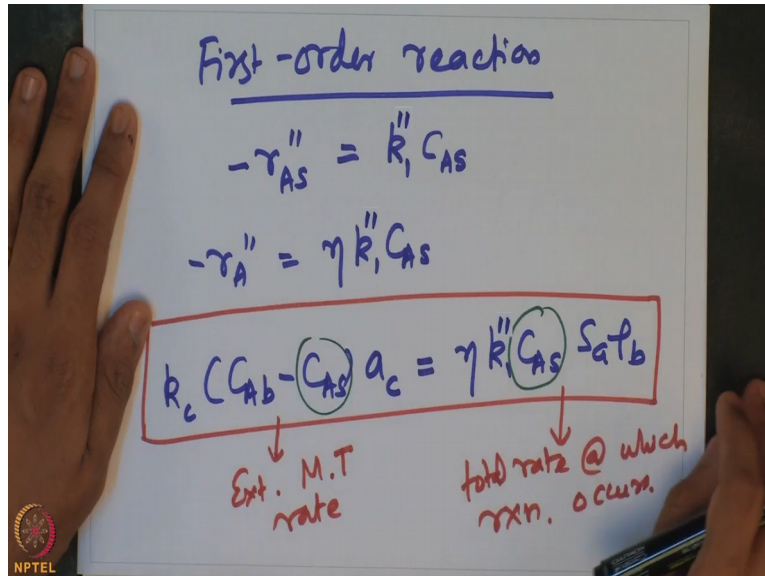 First-order reaction
-r"AS = k"1 CAS
-rA" = η k"1 CAS
kc (CAb - CAS) ac = η k"1 CAS Sa ρb
Ext. M.T
rate
total rate @ which
rxn. occurs.
NPTEL